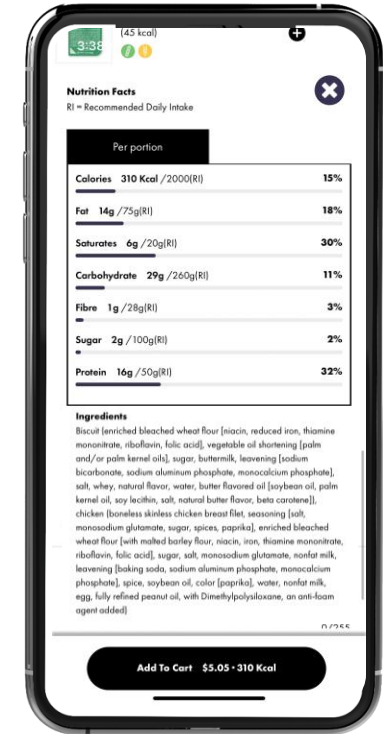 (45 kcal)
3:38
Nutrition Facts
RI = Recommended Daily Intake
Per portion
Calories 310 Kcal /2000(RI) 15%
Fat 14g /75g(RI) 18%
Saturates 6g /20g(RI) 30%
Carbohydrate 29g /260g(RI) 11%
Fibre 1g /28g(RI) 3%
Sugar 2g /100g(RI) 2%
Protein 16g /50g(RI) 32%
Ingredients
Biscuit [enriched bleached wheat flour [niacin, reduced iron, thiamine
mononitrate, riboflavin, folic acid], vegetable oil shortening [palm
and/or palm kernel oils], sugar, buttermilk, leavening [sodium
bicarbonate, sodium aluminum phosphate, monocalcium phosphate],
salt, whey, natural flavor, water, butter flavored oil [soybean oil, palm
kernel oil, soy lecithin, salt, natural butter flavor, beta carotene]),
chicken (boneless skinless chicken breast filet, seasoning [salt,
monosodium glutamate, sugar, spices, paprika], enriched bleached
wheat flour [with malted barley flour, niacin, iron, thiamine mononitrate,
riboflavin, folic acid], sugar, salt, monosodium glutamate, nonfat milk,
leavening [baking soda, sodium aluminum phosphate, monocalcium
phosphate], spice, soybean oil, color [paprika], water, nonfat milk,
egg, fully refined peanut oil, with Dimethylpolysiloxane, an anti-foam
agent added)
0/255
Add To Cart $5.05 • 310 Kcal